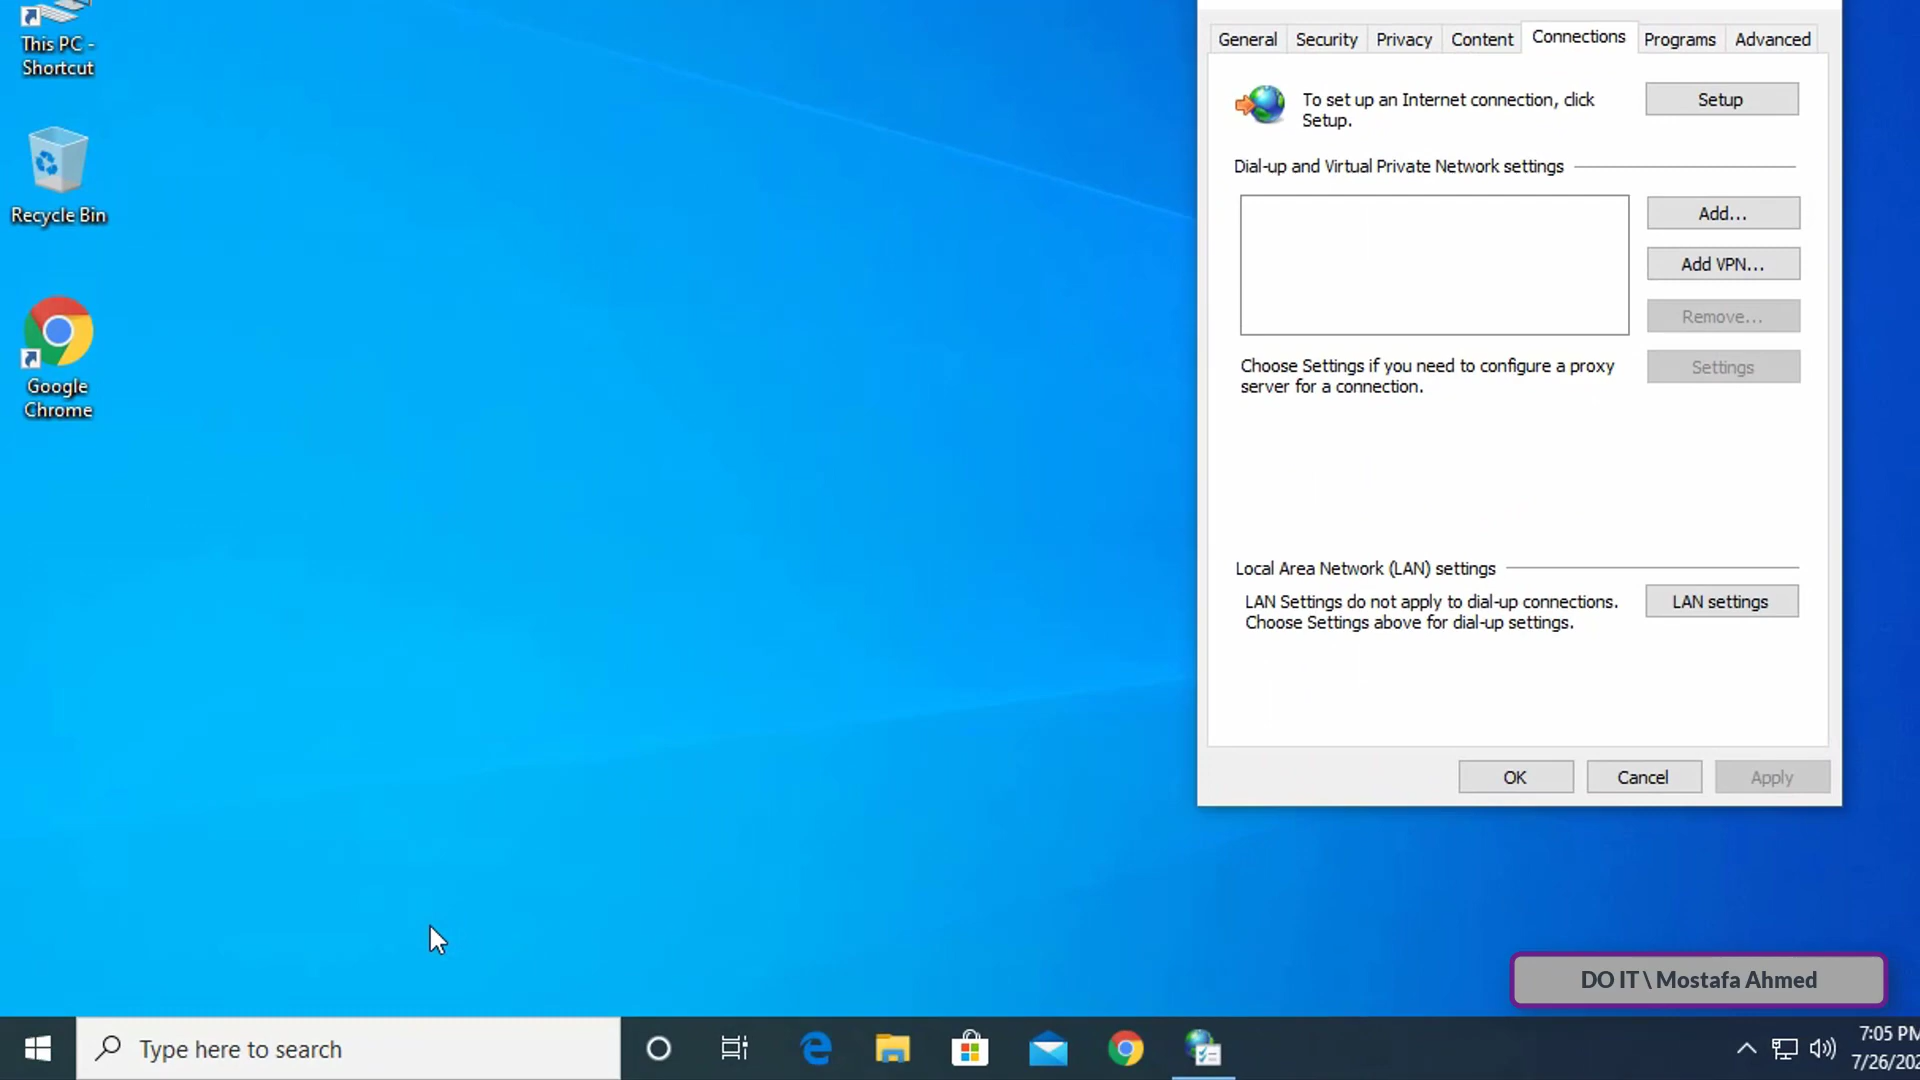 This PC -
Shortcut
Recycle Bin
Google
Chrome
General Security Privacy Content Connections Programs Advanced
To set up an Internet connection, click
Setup.
Setup
Dial-up and Virtual Private Network settings
Add...
Add VPN...
Remove...
Choose Settings if you need to configure a proxy
server for a connection.
Settings
Local Area Network (LAN) settings
LAN Settings do not apply to dial-up connections.
Choose Settings above for dial-up settings.
LAN settings
OK Cancel Apply
DO IT \ Mostafa Ahmed
Type here to search
7:05 PM